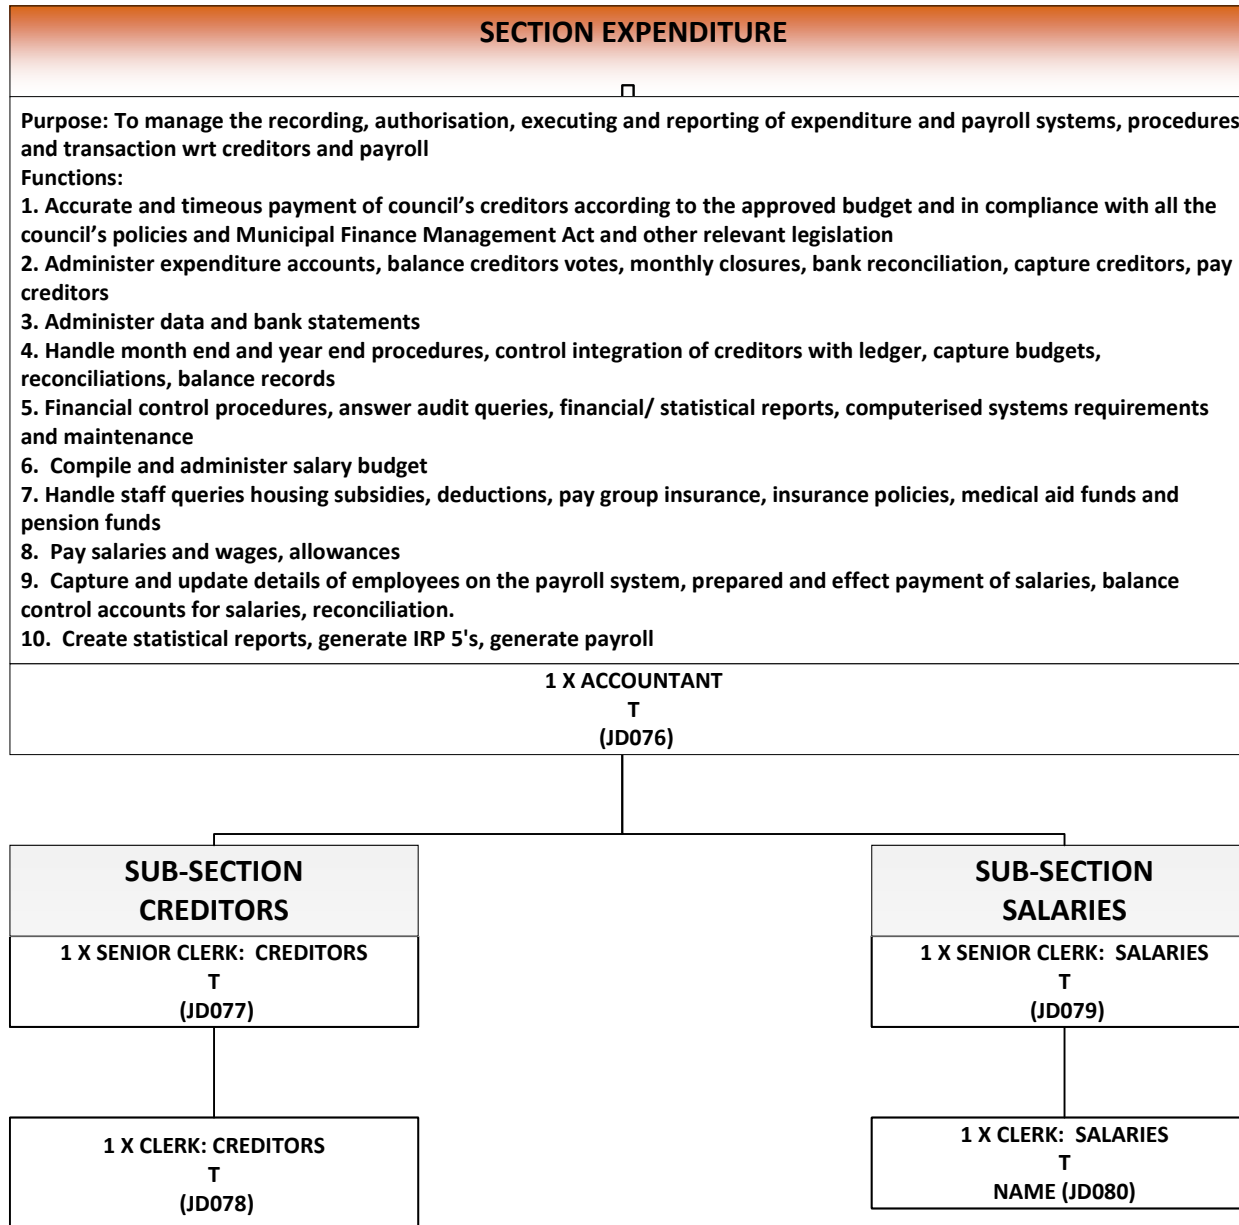 SECTION EXPENDITURE
Purpose: To manage the recording, authorisation, executing and reporting of expenditure and payroll systems, procedures
and transaction wrt creditors and payroll
Functions:
1. Accurate and timeous payment of council’s creditors according to the approved budget and in compliance with all the
council’s policies and Municipal Finance Management Act and other relevant legislation
2. Administer expenditure accounts, balance creditors votes, monthly closures, bank reconciliation, capture creditors, pay
creditors
3. Administer data and bank statements
4. Handle month end and year end procedures, control integration of creditors with ledger, capture budgets,
reconciliations, balance records
5. Financial control procedures, answer audit queries, financial/ statistical reports, computerised systems requirements
and maintenance
6.  Compile and administer salary budget
7. Handle staff queries housing subsidies, deductions, pay group insurance, insurance policies, medical aid funds and
pension funds
8.  Pay salaries and wages, allowances
9.  Capture and update details of employees on the payroll system, prepared and effect payment of salaries, balance
control accounts for salaries, reconciliation.
10.  Create statistical reports, generate IRP 5's, generate payroll
1 X ACCOUNTANT
T
(JD076)
SUB-SECTION
CREDITORS
1 X SENIOR CLERK:  CREDITORS
T
(JD077)
1 X CLERK: CREDITORS
T
(JD078)
SUB-SECTION
SALARIES
1 X SENIOR CLERK:  SALARIES
T
(JD079)
1 X CLERK:  SALARIES
T
NAME (JD080)